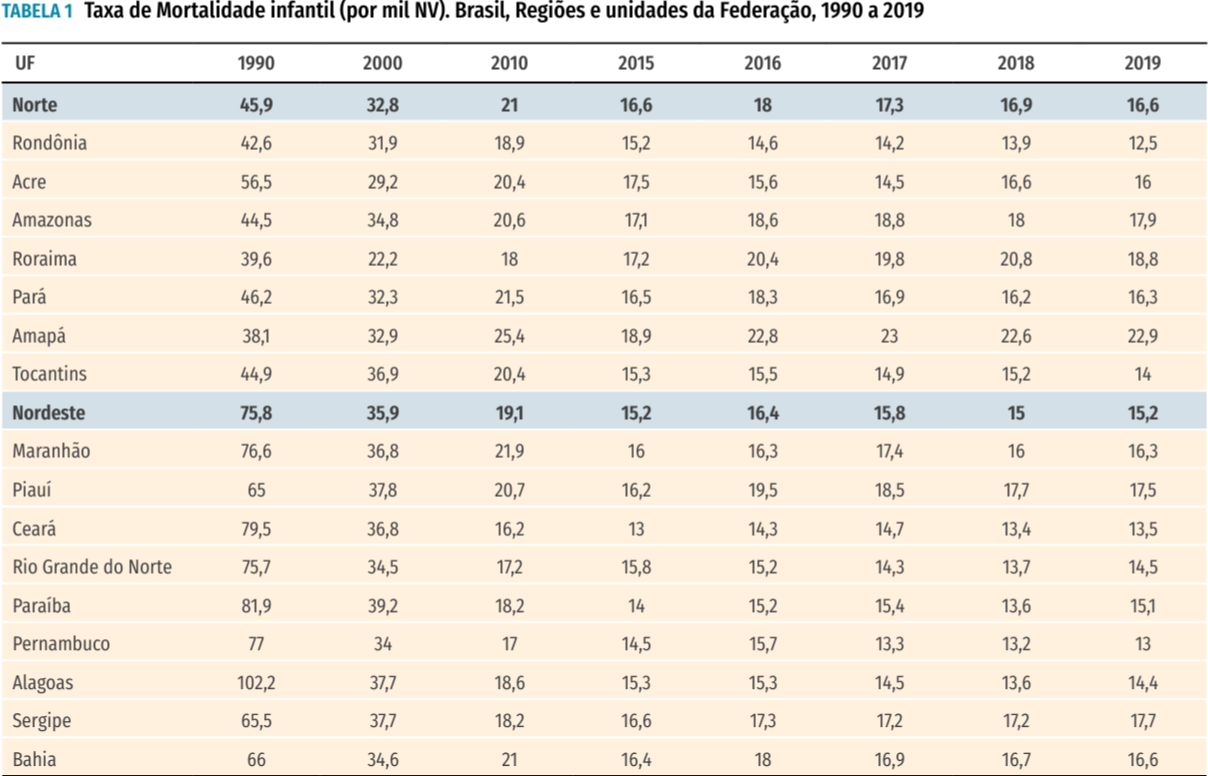 TABELA 1 Taxa de Mortalidade infantil (por mil NV). Brasil, Regiões e unidades da Federação, 1990 a 2019
UF 1990 2000 2010 2015 2016 2017 2018 2019
Norte 45,9 32,8 21 16,6 18 17,3 16,9 16,6
Rondônia 42,6 31,9 18,9 15,2 14,6 14,2 13,9 12,5
Acre 56,5 29,2 20,4 17,5 15,6 14,5 16,6 16
Amazonas 44,5 34,8 20,6 17,1 18,6 18,8 18 17,9
Roraima 39,6 22,2 18 17,2 20,4 19,8 20,8 18,8
Pará 46,2 32,3 21,5 16,5 18,3 16,9 16,2 16,3
Amapá 38,1 32,9 25,4 18,9 22,8 23 22,6 22,9
Tocantins 44,9 36,9 20,4 15,3 15,5 14,9 15,2 14
Nordeste 75,8 35,9 19,1 15,2 16,4 15,8 15 15,2
Maranhão 76,6 36,8 21,9 16 16,3 17,4 16 16,3
Piauí 65 37,8 20,7 16,2 19,5 18,5 17,7 17,5
Ceará 79,5 36,8 16,2 13 14,3 14,7 13,4 13,5
Rio Grande do Norte 75,7 34,5 17,2 15,8 15,2 14,3 13,7 14,5
Paraíba 81,9 39,2 18,2 14 15,2 15,4 13,6 15,1
Pernambuco 77 34 17 14,5 15,7 13,3 13,2 13
Alagoas 102,2 37,7 18,6 15,3 15,3 14,5 13,6 14,4
Sergipe 65,5 37,7 18,2 16,6 17,3 17,2 17,2 17,7
Bahia 66 34,6 21 16,4 18 16,9 16,7 16,6